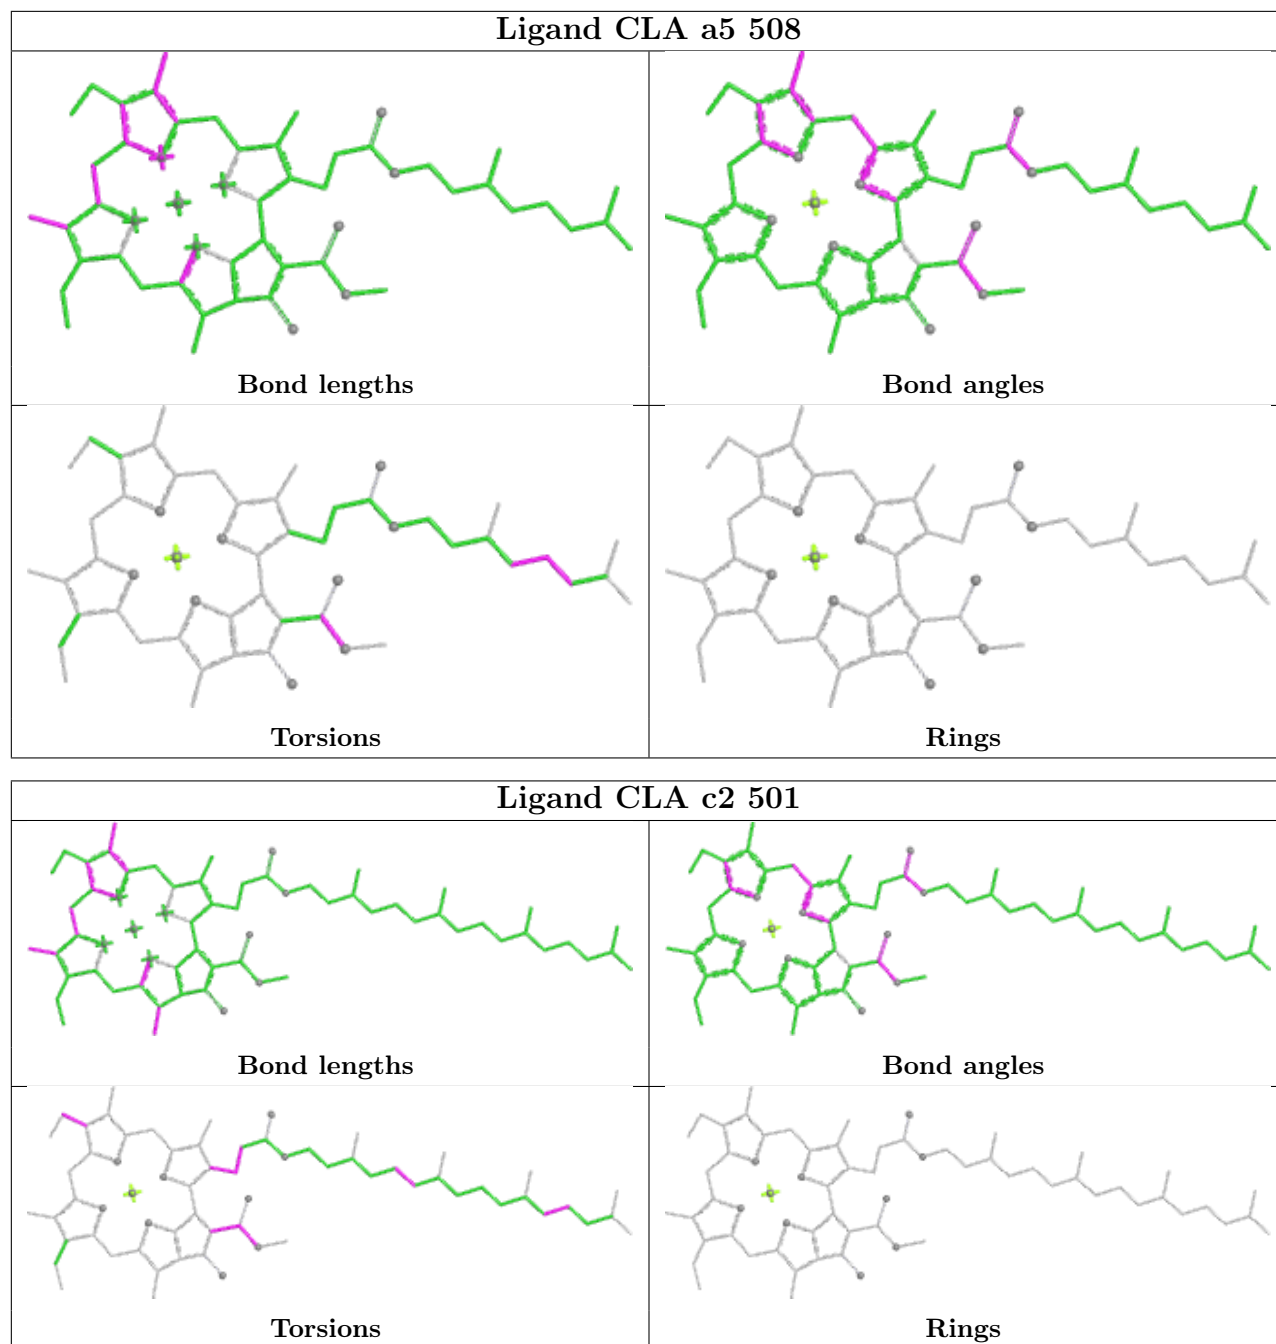 Ligand CLA a5 508
Bond lengths
Bond angles
Torsions
Rings
Ligand CLA c2 501
Bond lengths
Bond angles
Torsions
Rings